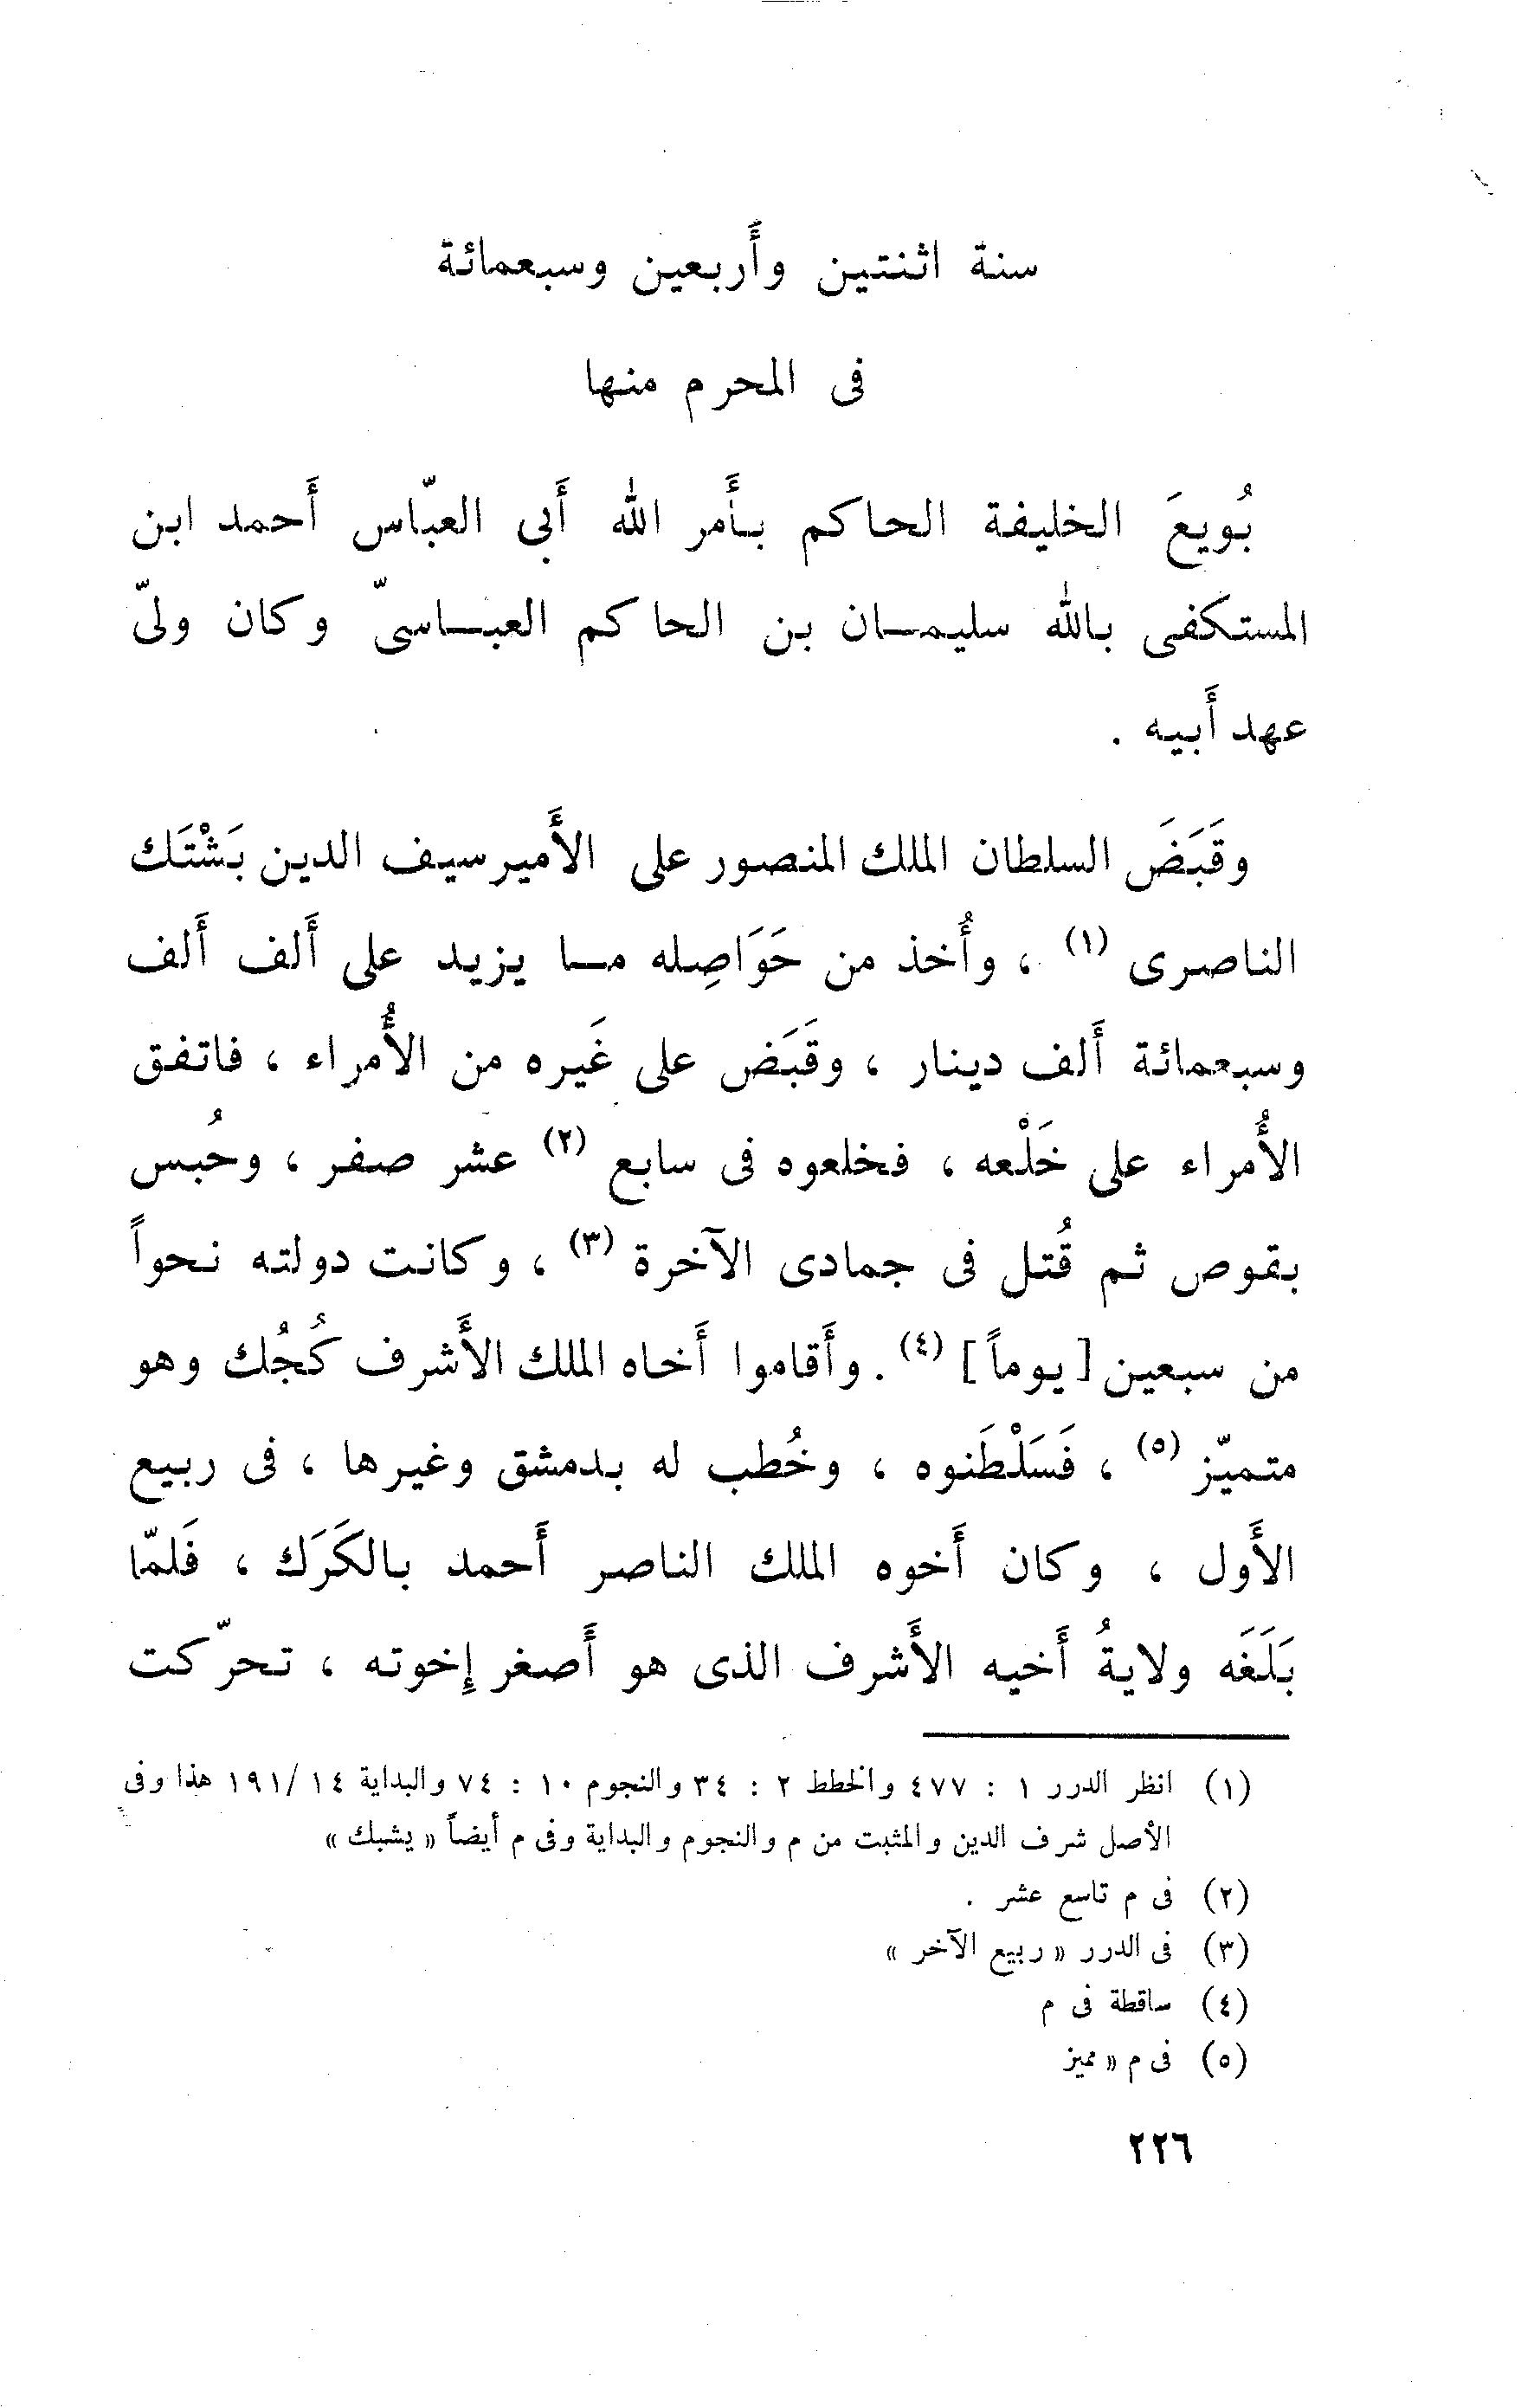 سنة اثنتين وأَربعين وسبعمائة
فى المحرم منها
بُويعَ الخليفة الحاكم بأَمر الله أَبى العبّاس أَحمد ابن
المستكفى بالله سليمان بن الحاكم العباسىّ وكان ولىّ
عهد أَبيه .
وقَبَضَ السلطان الملك المنصور على الأَمير سيف الدين بَشْتَك
الناصرى (١) ، وأُخذ من حَوَاصِله ما يزيد على أَلف أَلف
وسبعمائة أَلف دينار ، وقَبَض على غَيره من الأُمراء ، فاتفق
الأُمراء على خَلْعه ، فخلعوه فى سابع (٢) عشر صفر ، وحُبس
بقوص ثم قُتل فى جمادى الآخرة (٣) ، وكانت دولته نحواً
من سبعين [ يوماً ] (٤) . وأَقاموا أَخاه الملك الأَشرف كُجُك وهو
متميّز (٥) ، فَسَلْطَنوه ، وخُطب له بدمشق وغيرها ، فى ربيع
الأَول ، وكان أَخوه الملك الناصر أَحمد بالكَرَك ، فَلمّا
بَلَغَه ولايةُ أَخيه الأَشرف الذى هو أَصغر إِخوته ، تحرّكت
(١) انظر الدرر ١ : ٤٧٧ والخطط ٢ : ٣٤ والنجوم ١٠ : ٧٤ والبداية ١٤ /١٩١ هذا وفى
الأصل شرف الدين والمثبت من م والنجوم والبداية وفى م أيضاً « يشبك »
(٢) فى م تاسع عشر .
(٣) فى الدرر « ربيع الآخر »
(٤) ساقطة فى م
(٥) فى م « مميز
٢٢٦